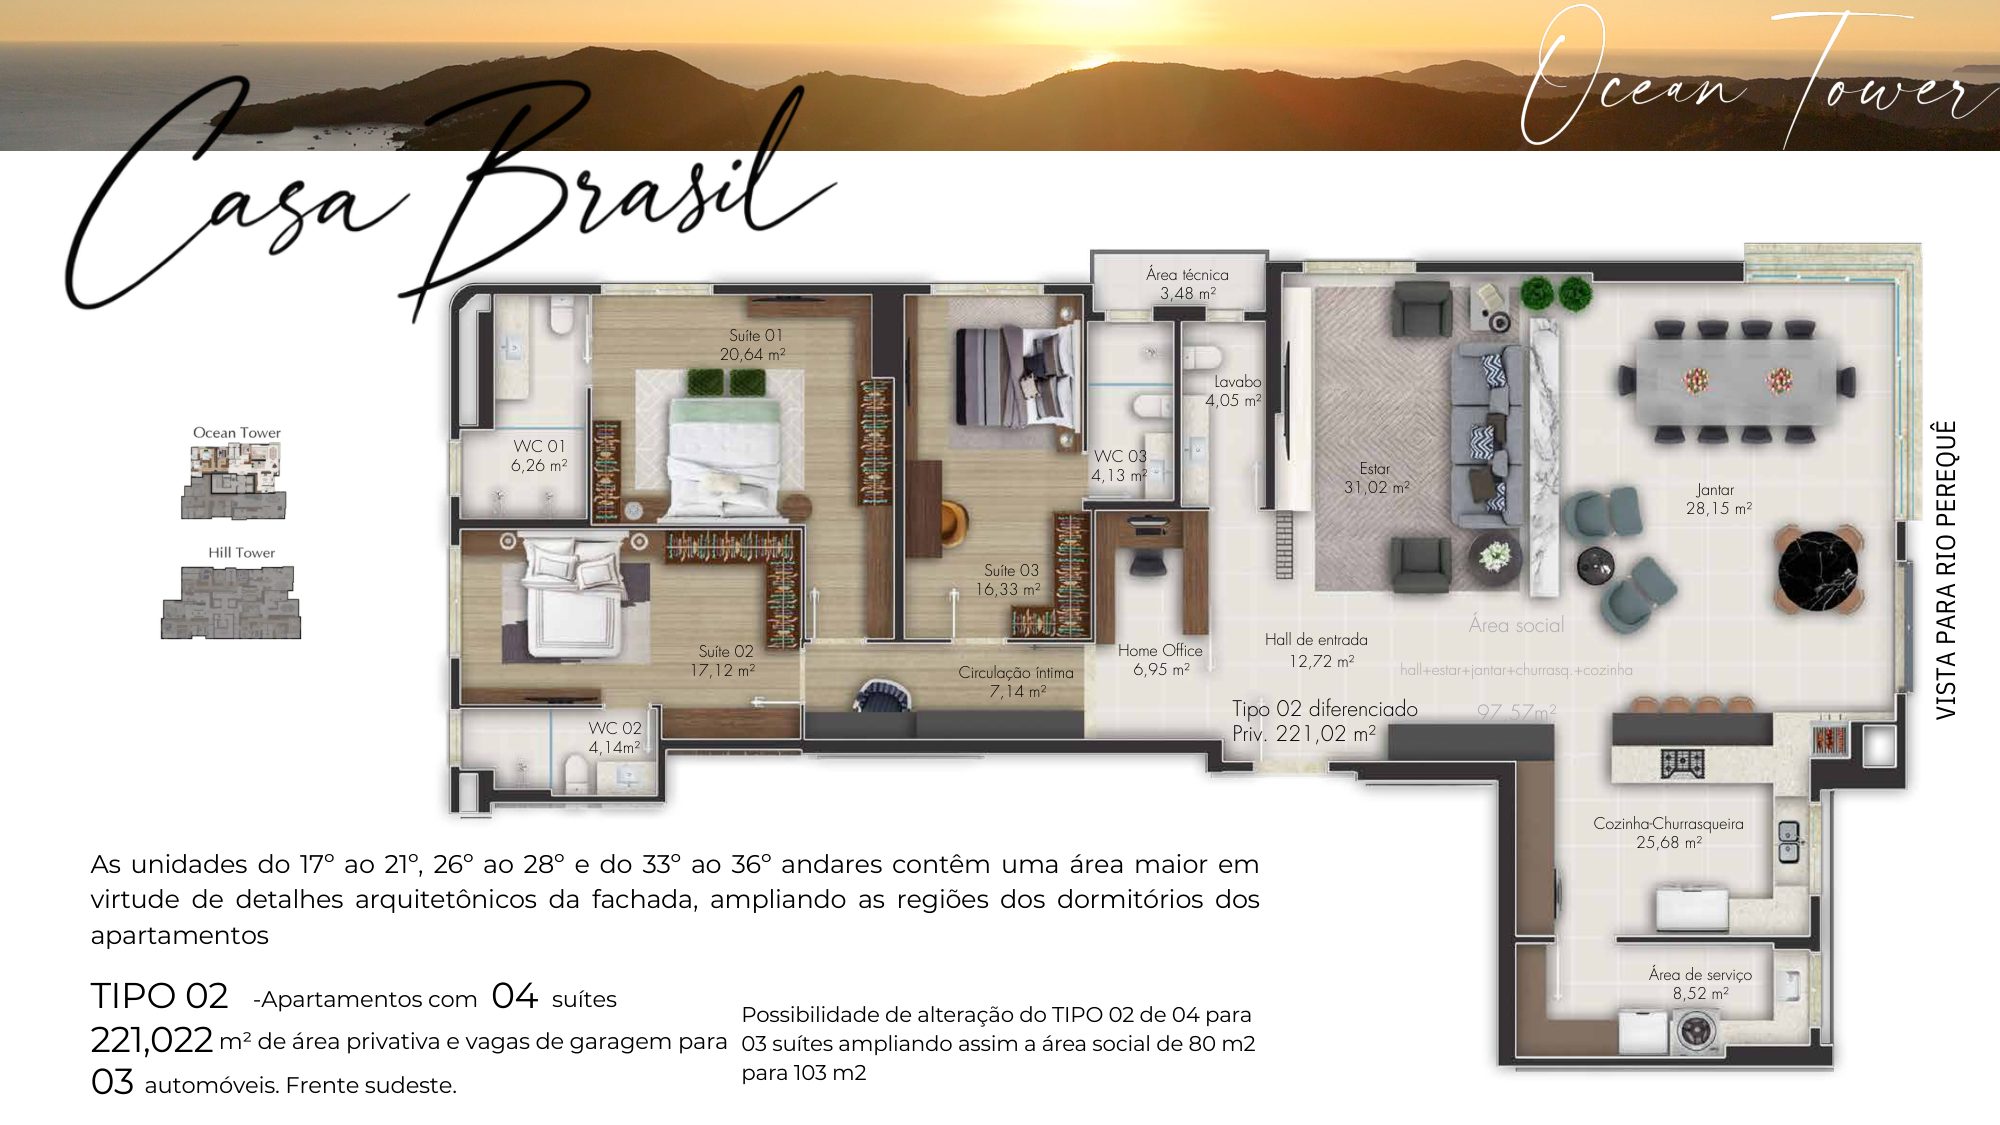 Ocean Tower
Casa Brasil
Área técnica
3,48 m²
Suíte 01
20,64 m²
Lavabo
4,05 m²
WC 01
6,26 m²
WC 03
4,13 m²
Estar
31,02 m²
Jantar
28,15 m²
VISTA PARA RIO PEREQUÊ
Ocean Tower
Hill Tower
Suíte 03
16,33 m²
Suíte 02
17,12 m²
Circulação íntima
7,14 m²
Home Office
6,95 m²
Hall de entrada
12,72 m²
Área social
hall+estar+jantar+churrasq.+cozinha
97,57m²
Tipo 02 diferenciado
Priv. 221,02 m²
WC 02
4,14m²
Cozinha-Churrasqueira
25,68 m²
Área de serviço
8,52 m²
As unidades do 17º ao 21º, 26º ao 28º e do 33º ao 36º andares contêm uma área maior em
virtude de detalhes arquitetônicos da fachada, ampliando as regiões dos dormitórios dos
apartamentos
TIPO 02 -Apartamentos com 04 suítes
221,022 m² de área privativa e vagas de garagem para
03 automóveis. Frente sudeste.
Possibilidade de alteração do TIPO 02 de 04 para
03 suítes ampliando assim a área social de 80 m2
para 103 m2